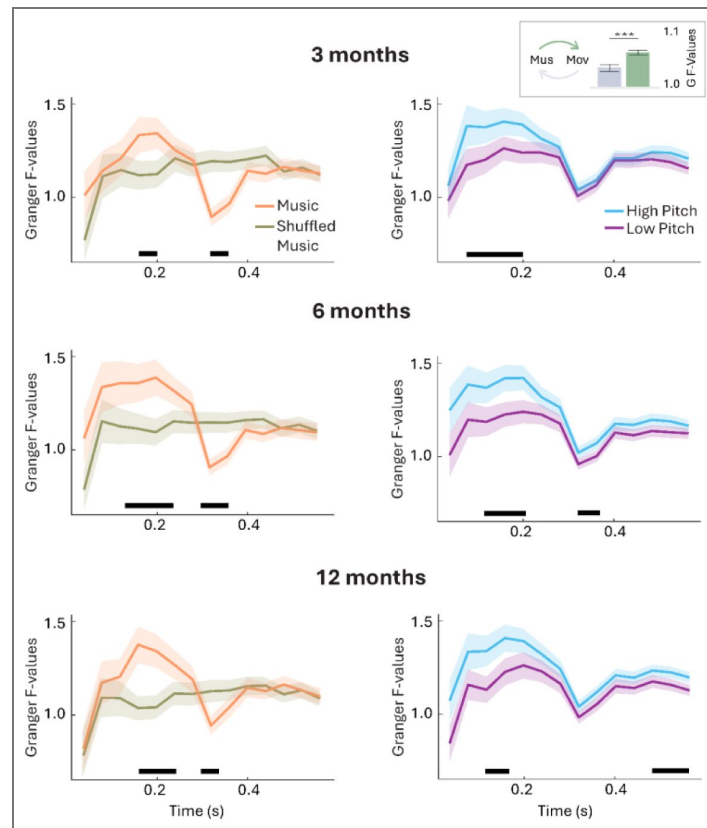 3 months
Mus Mov
***
1.1
1.0
G F-Values
Granger F-values
1.5
1.0
0.2
0.4
Music
Shuffled
Music
Granger F-values
1.5
1.0
0.2
0.4
High Pitch
Low Pitch
6 months
Granger F-values
1.5
1.0
0.2
0.4
Granger F-values
1.5
1.0
0.2
0.4
12 months
Granger F-values
1.5
1.0
0.2
0.4
Time (s)
Granger F-values
1.5
1.0
0.2
0.4
Time (s)